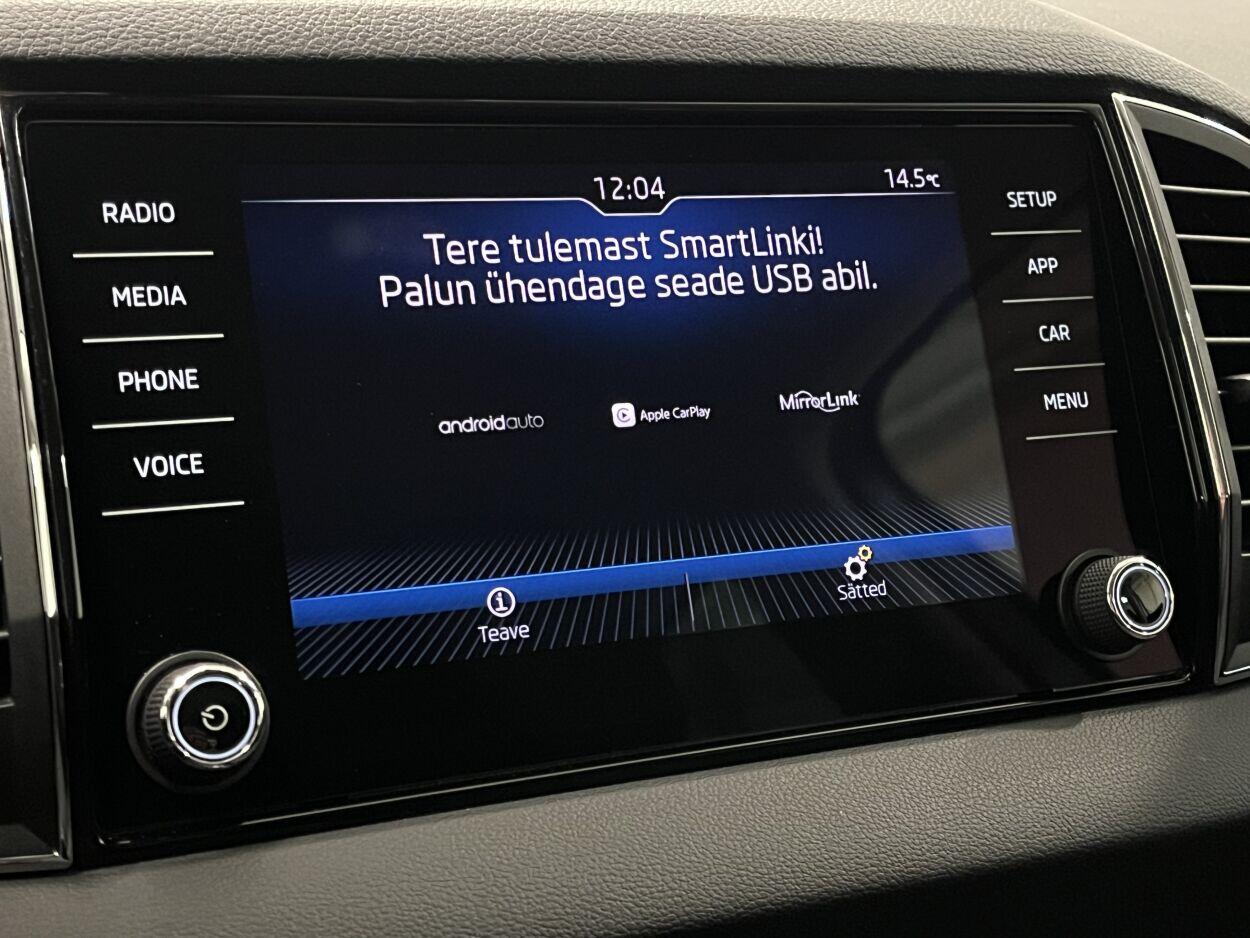 12:04
14.5°C
RADIO
MEDIA
PHONE
VOICE
Tere tulemast SmartLinki!
Palun ühendage seade USB abil.
androidauto
Apple CarPlay
MirrorLink
Teave
Sätted
SETUP
APP
CAR
MENU